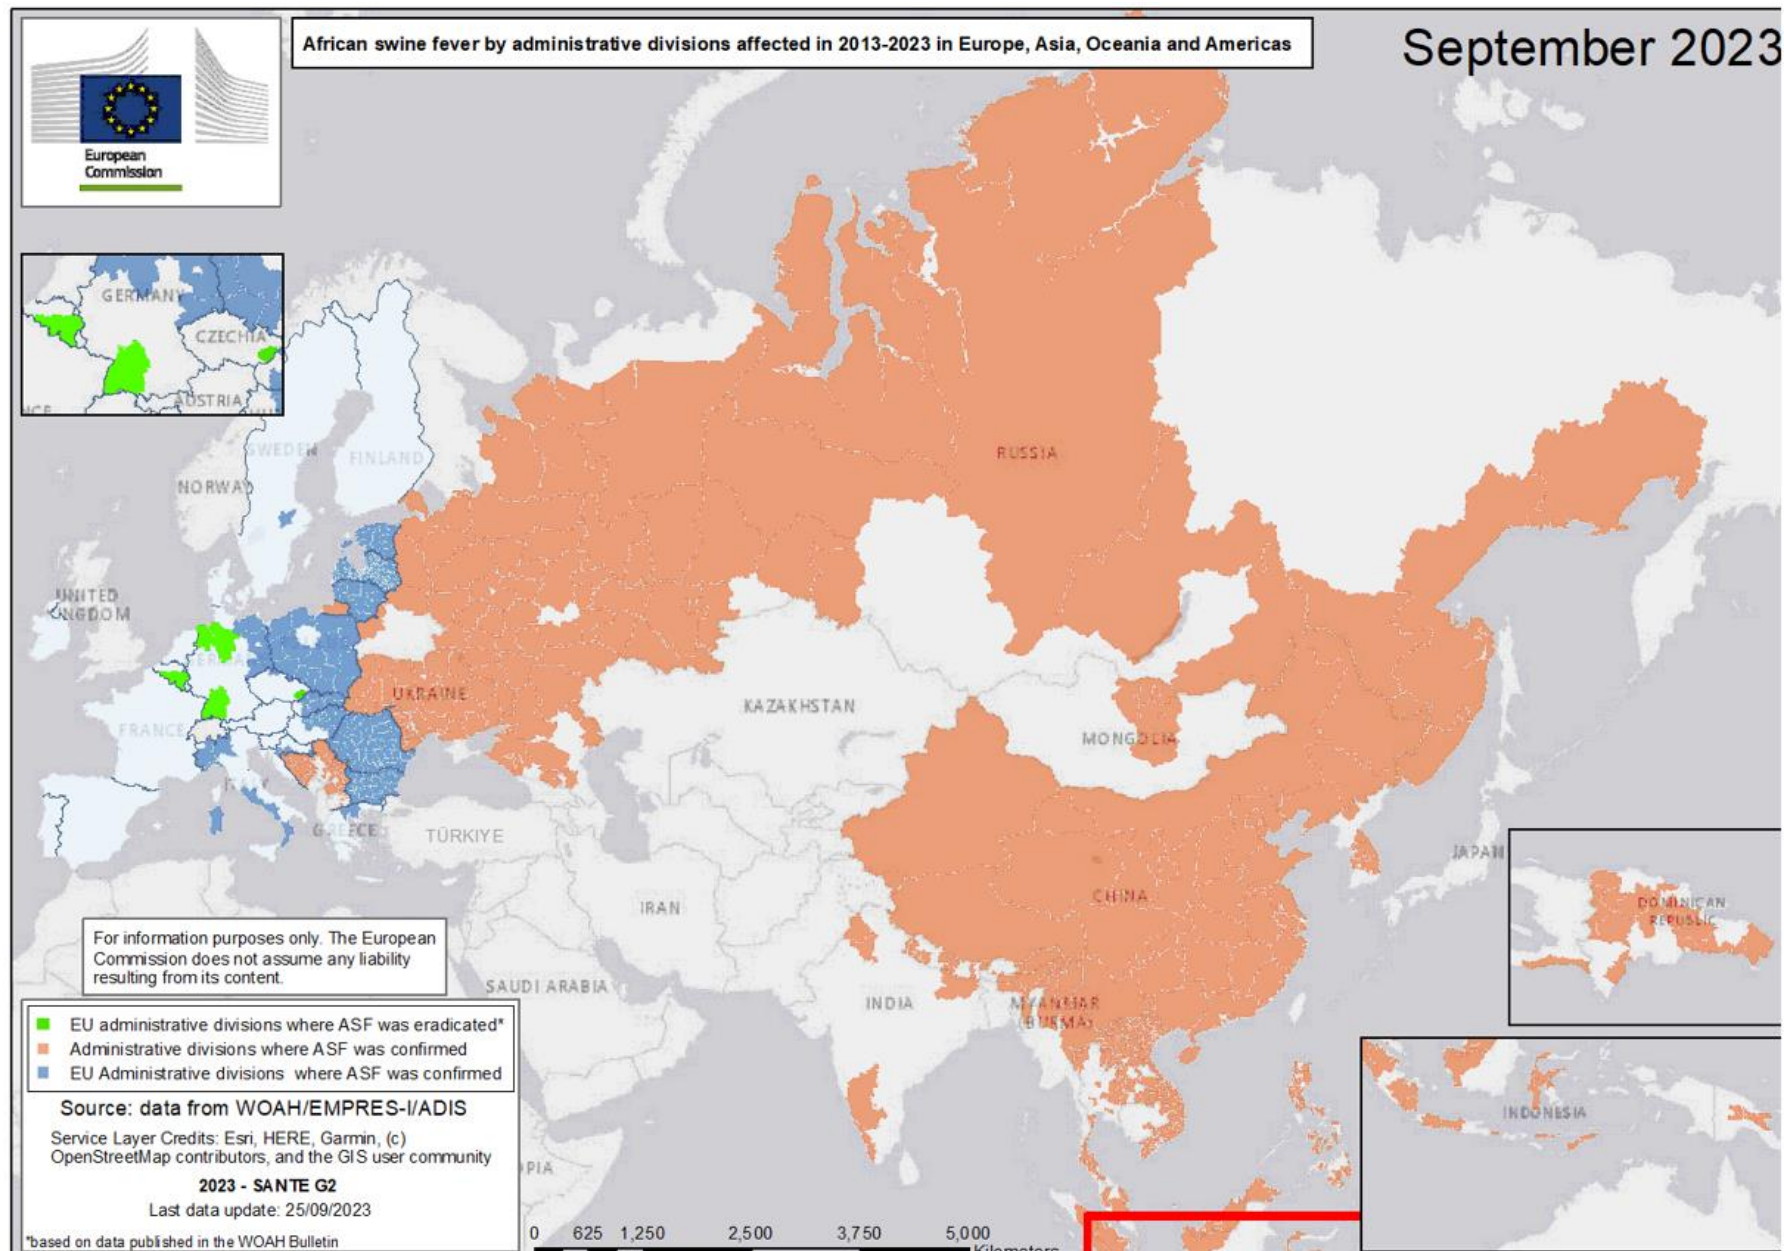 African swine fever by administrative divisions affected in 2013-2023 in Europe, Asia, Oceania and Americas
September 2023
European
Commission
GERMANY
CZECHIA
AUSTRIA
SWEDEN
FINLAND
NORWAY
RUSSIA
UNITED
KINGDOM
UKRAINE
FRANCE
KAZAKHSTAN
MONGOLIA
GREECE
TÜRKIYE
JAPAN
IRAN
CHINA
DOMINICAN
REPUBLIC
SAUDI ARABIA
INDIA
MYANMAR
(BURMA)
INDONESIA
For information purposes only. The European
Commission does not assume any liability
resulting from its content.
EU administrative divisions where ASF was eradicated*
Administrative divisions where ASF was confirmed
EU Administrative divisions where ASF was confirmed
Source: data from WOAH/EMPRES-I/ADIS
Service Layer Credits: Esri, HERE, Garmin, (c)
OpenStreetMap contributors, and the GIS user community
2023 - SANTE G2
Last data update: 25/09/2023
*based on data published in the WOAH Bulletin
OPIA
0 625 1,250 2,500 3,750 5,000
Kilometers